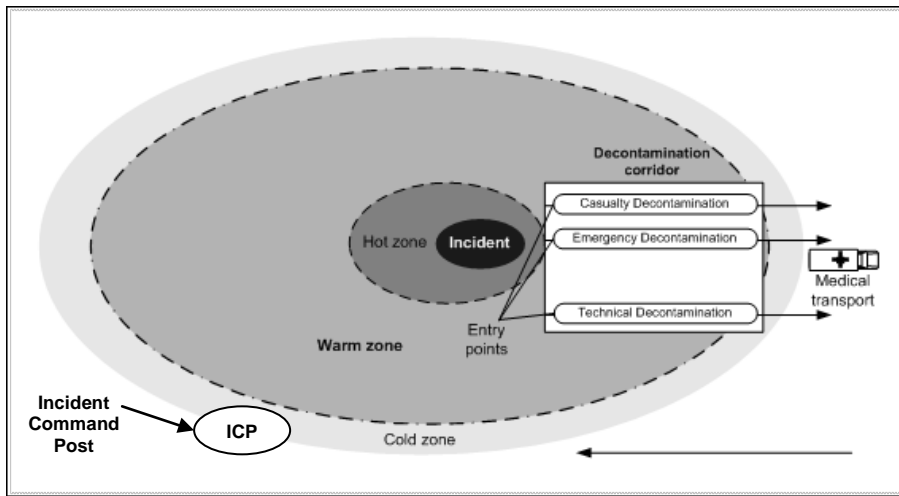 Decontamination
corridor
Casualty Decontamination
Emergency Decontamination
Technical Decontamination
Hot zone
Incident
Medical
transport
Entry
points
Warm zone
Incident
Command
Post
ICP
Cold zone